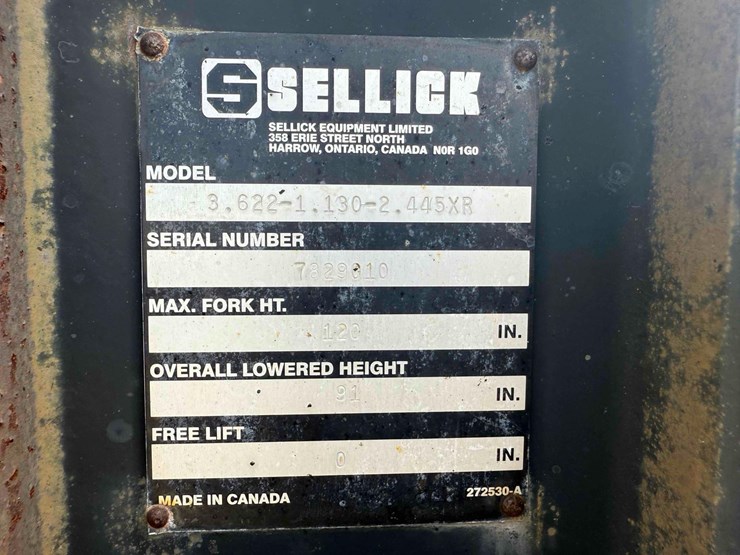 S SELLICK
SELLICK EQUIPMENT LIMITED
358 ERIE STREET NORTH
HARROW, ONTARIO, CANADA N0R 1G0
MODEL
3.622-1.130-2.445XR
SERIAL NUMBER
MAX. FORK HT.
120 IN.
OVERALL LOWERED HEIGHT
91 IN.
FREE LIFT
0 IN.
MADE IN CANADA 272530-A